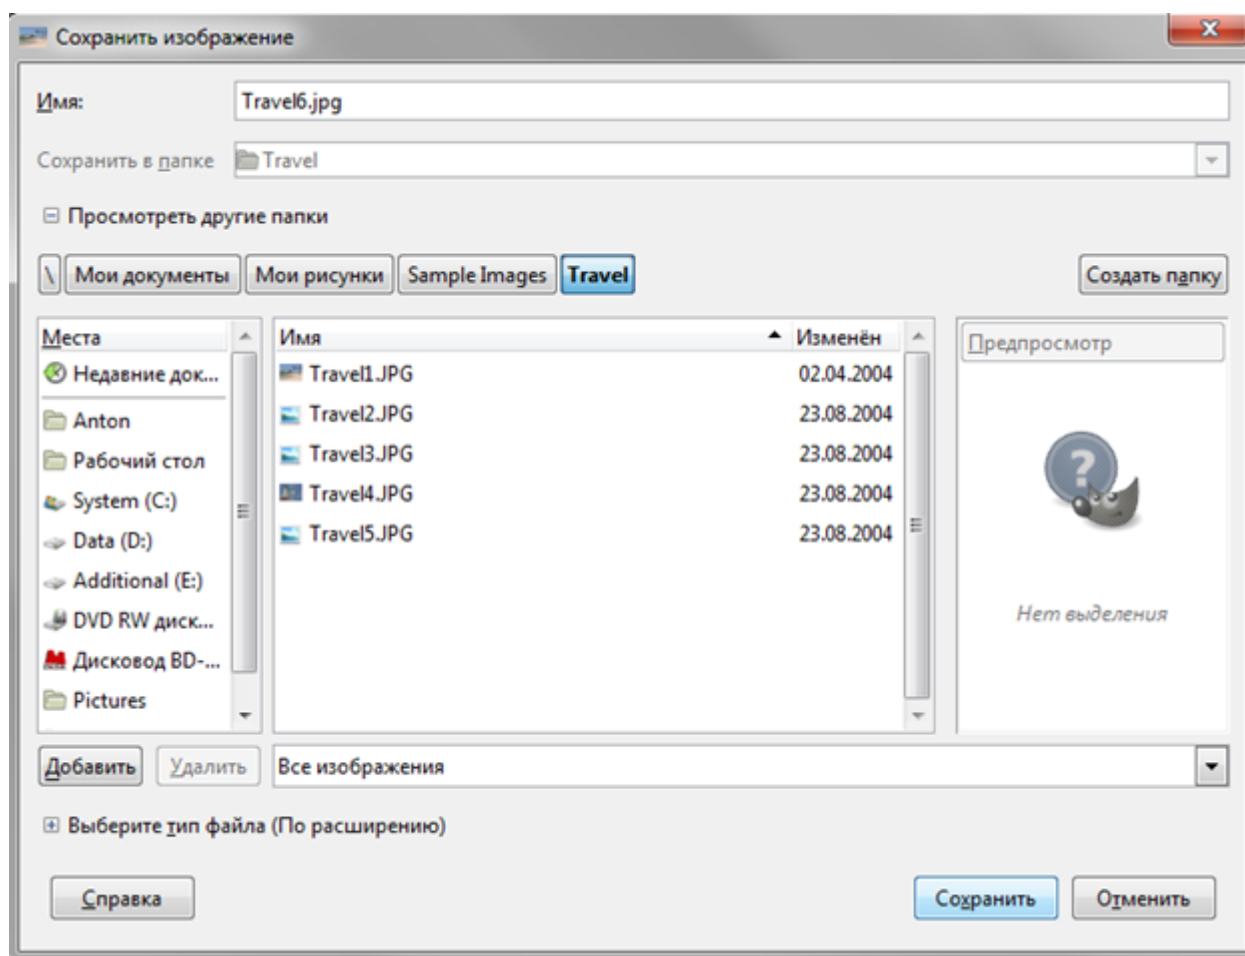 Сохранить изображение
Имя: Travel6.jpg
Сохранить в папке Travel
Просмотреть другие папки
\ Мои документы Мои рисунки Sample Images Travel Создать папку
Места Имя Изменён Предпросмотр
Недавние док... Travel1.JPG 02.04.2004
Anton Travel2.JPG 23.08.2004
Рабочий стол Travel3.JPG 23.08.2004
System (C:) Travel4.JPG 23.08.2004
Data (D:) Travel5.JPG 23.08.2004
Additional (E:)
DVD RW диск... Нет выделения
Дисковод BD-...
Pictures
Добавить Удалить Все изображения
Выберите тип файла (По расширению)
Справка Сохранить Отменить